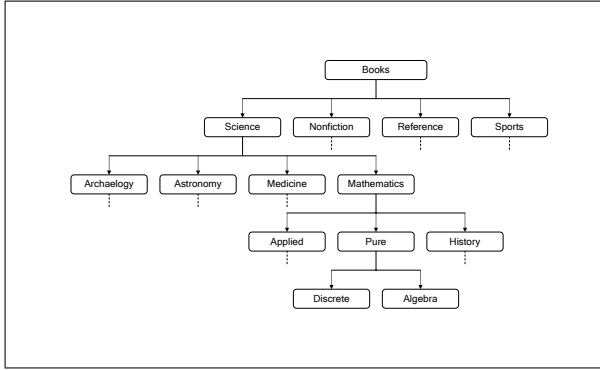 Books
Science Nonfiction Reference Sports
Archaelogy Astronomy Medicine Mathematics
Applied Pure History
Discrete Algebra